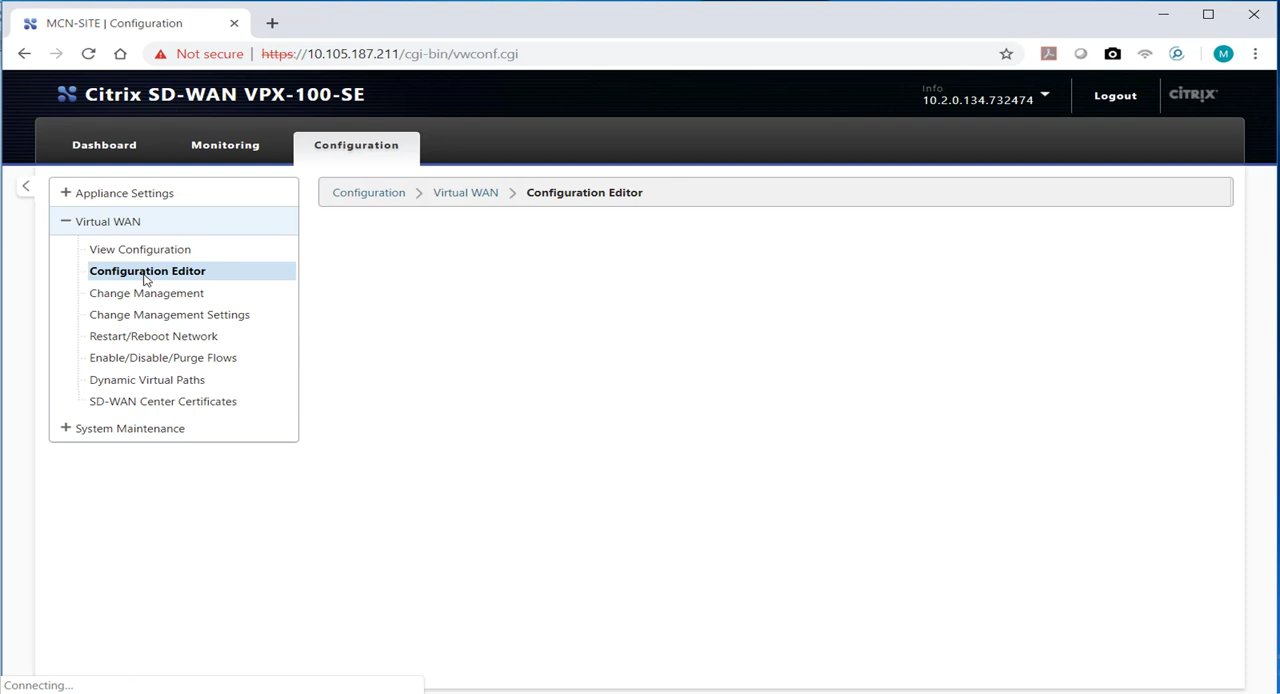 MCN-SITE | Configuration
Not secure | https://10.105.187.211/cgi-bin/vwconf.cgi
M
Citrix SD-WAN VPX-100-SE
Info
10.2.0.134.732474
Logout
CITRIX
Dashboard
Monitoring
Configuration
+ Appliance Settings
− Virtual WAN
View Configuration
Configuration Editor
Change Management
Change Management Settings
Restart/Reboot Network
Enable/Disable/Purge Flows
Dynamic Virtual Paths
SD-WAN Center Certificates
+ System Maintenance
Configuration > Virtual WAN > Configuration Editor
Connecting...